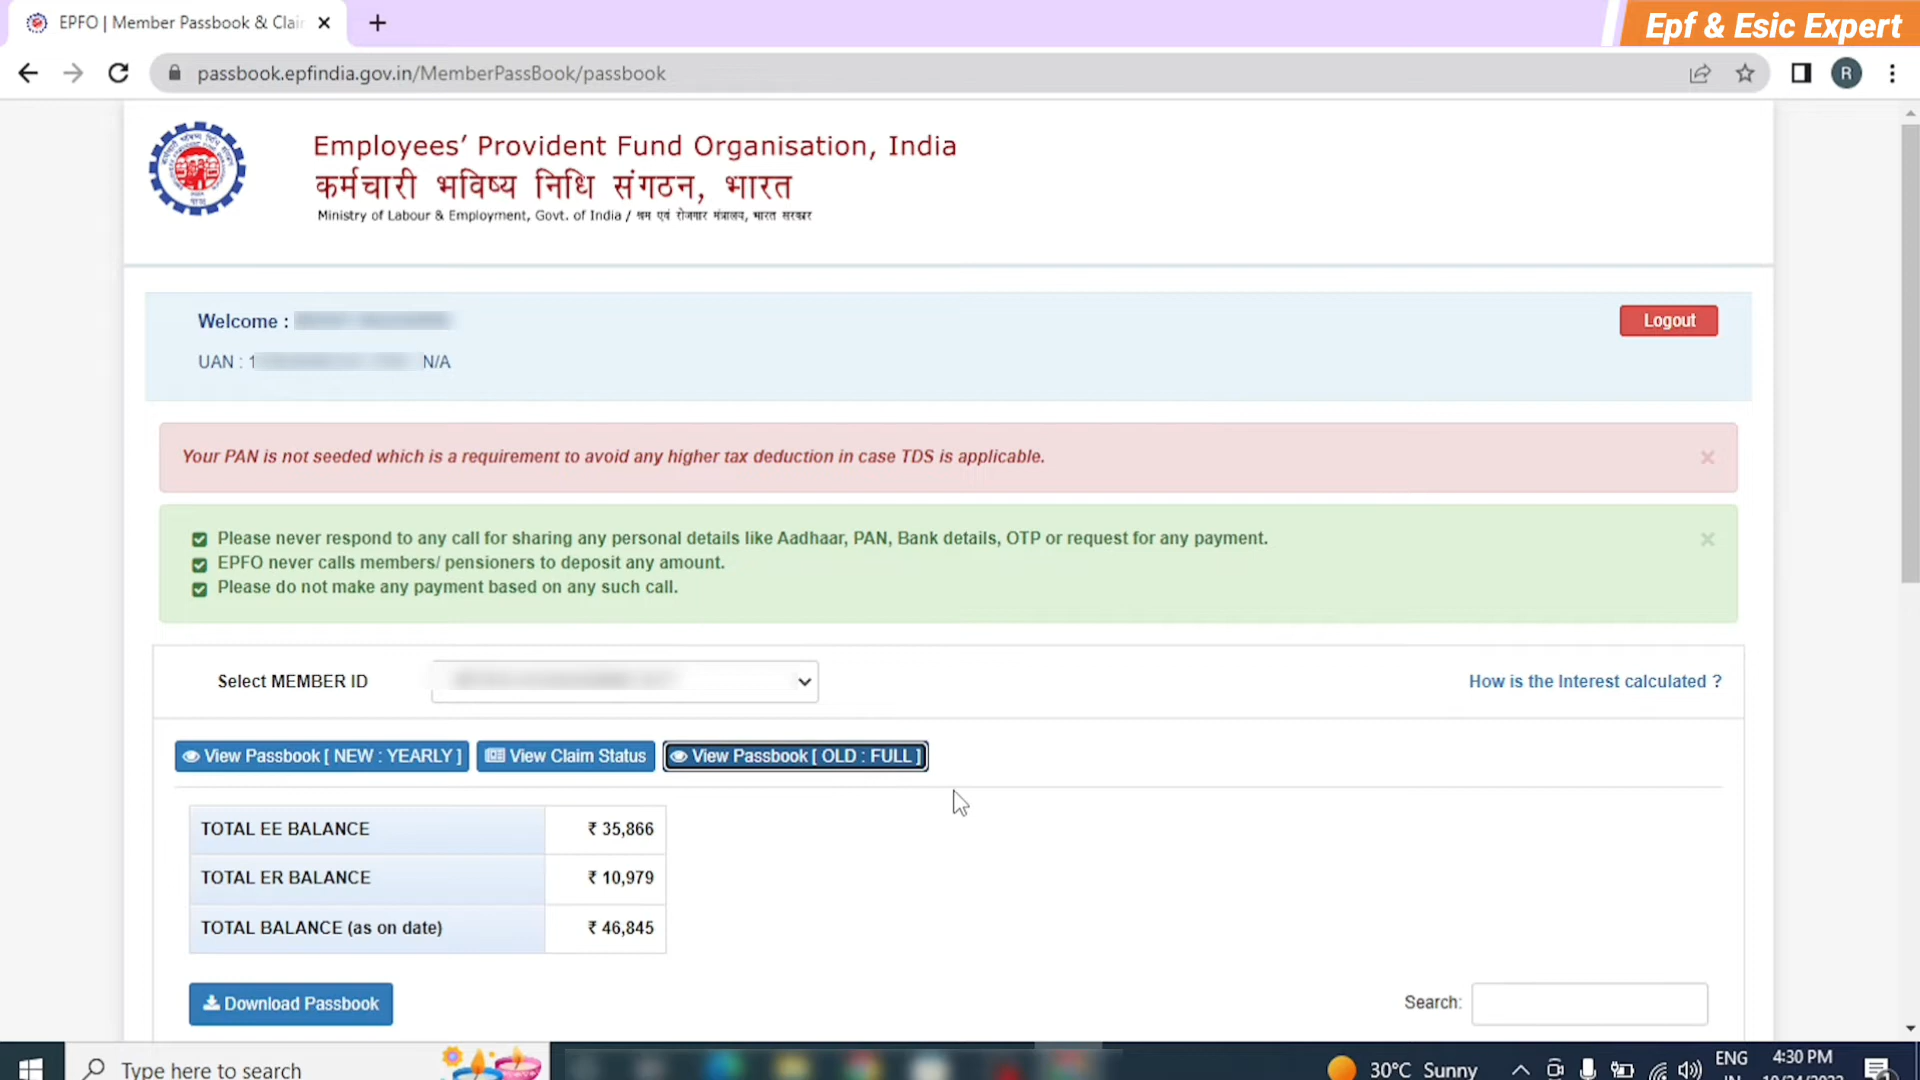 EPFO | Member Passbook & Clai
Epf & Esic Expert
passbook.epfindia.gov.in/MemberPassBook/passbook
R
Employees' Provident Fund Organisation, India
कर्मचारी भविष्य निधि संगठन, भारत
Ministry of Labour & Employment, Govt. of India / श्रम एवं रोजगार मंत्रालय, भारत सरकार
Welcome :
Logout
UAN : 1 N/A
Your PAN is not seeded which is a requirement to avoid any higher tax deduction in case TDS is applicable.
Please never respond to any call for sharing any personal details like Aadhaar, PAN, Bank details, OTP or request for any payment.
EPFO never calls members/ pensioners to deposit any amount.
Please do not make any payment based on any such call.
Select MEMBER ID
How is the Interest calculated ?
View Passbook [ NEW : YEARLY ] View Claim Status View Passbook [ OLD : FULL ]
TOTAL EE BALANCE ₹ 35,866
TOTAL ER BALANCE ₹ 10,979
TOTAL BALANCE (as on date) ₹ 46,845
Download Passbook
Search:
Type here to search
30°C Sunny
ENG
4:30 PM